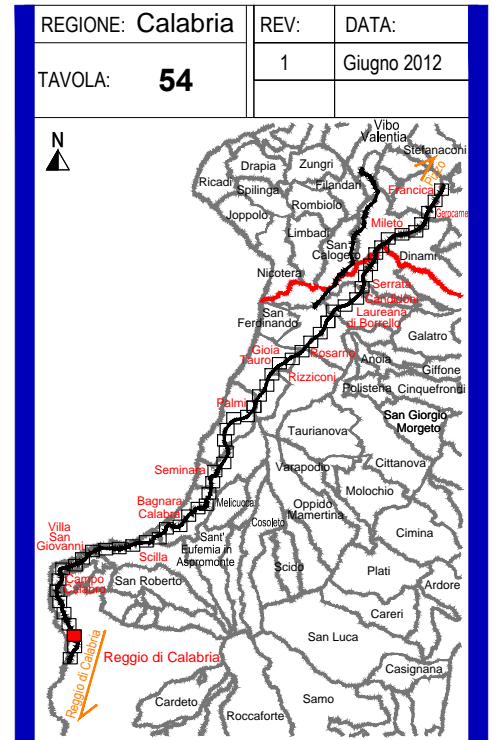 REGIONE: Calabria
REV:
DATA:
TAVOLA: 54
1
Giugno 2012
N
Vibo
Valentia
Stefanaconi
Pizzo
Drapia
Zungri
Ricadi
Spilinga
Filandari
Francica
Rombiolo
Joppolo
Gerocarne
Mileto
Limbadi
San
Calogero
Dinami
Nicotera
Serrata
Candidoni
San
Ferdinando
Laureana
di Borrello
Galatro
Gioia
Tauro
Rosarno
Anoia
Giffone
Rizziconi
Polistena
Cinquefrondi
Palmi
San Giorgio
Morgeto
Taurianova
Seminara
Varapodio
Cittanova
Molochio
Bagnara
Calabra
Melicucca
Oppido
Mamertina
Cosoleto
Villa
San
Giovanni
Sant'
Eufemia in
Aspromonte
Cimina
Scilla
Scido
Plati
Campo
Calabro
San Roberto
Ardore
Careri
San Luca
Reggio di Calabria
Reggio di Calabria
Casignana
Cardeto
Samo
Roccaforte